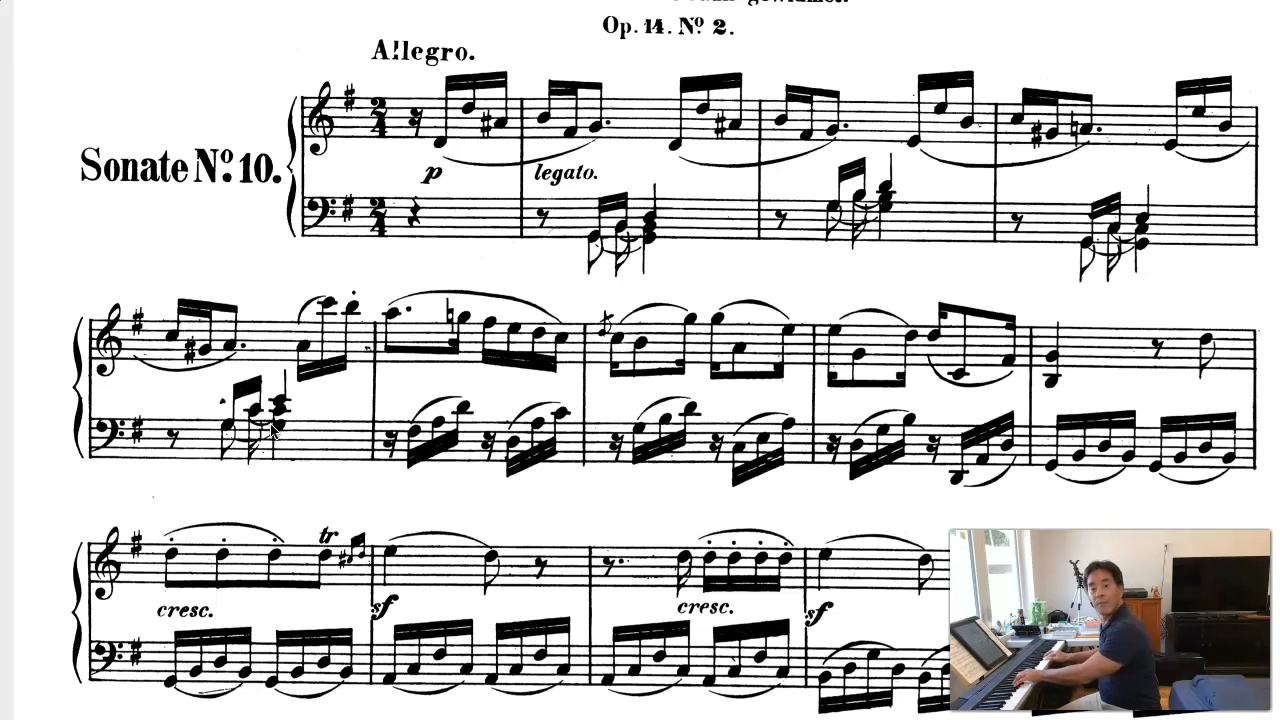 Op. 14. Nº 2.
Allegro.
Sonate Nº. 10.
p legato.
tr
cresc. sf cresc. sf